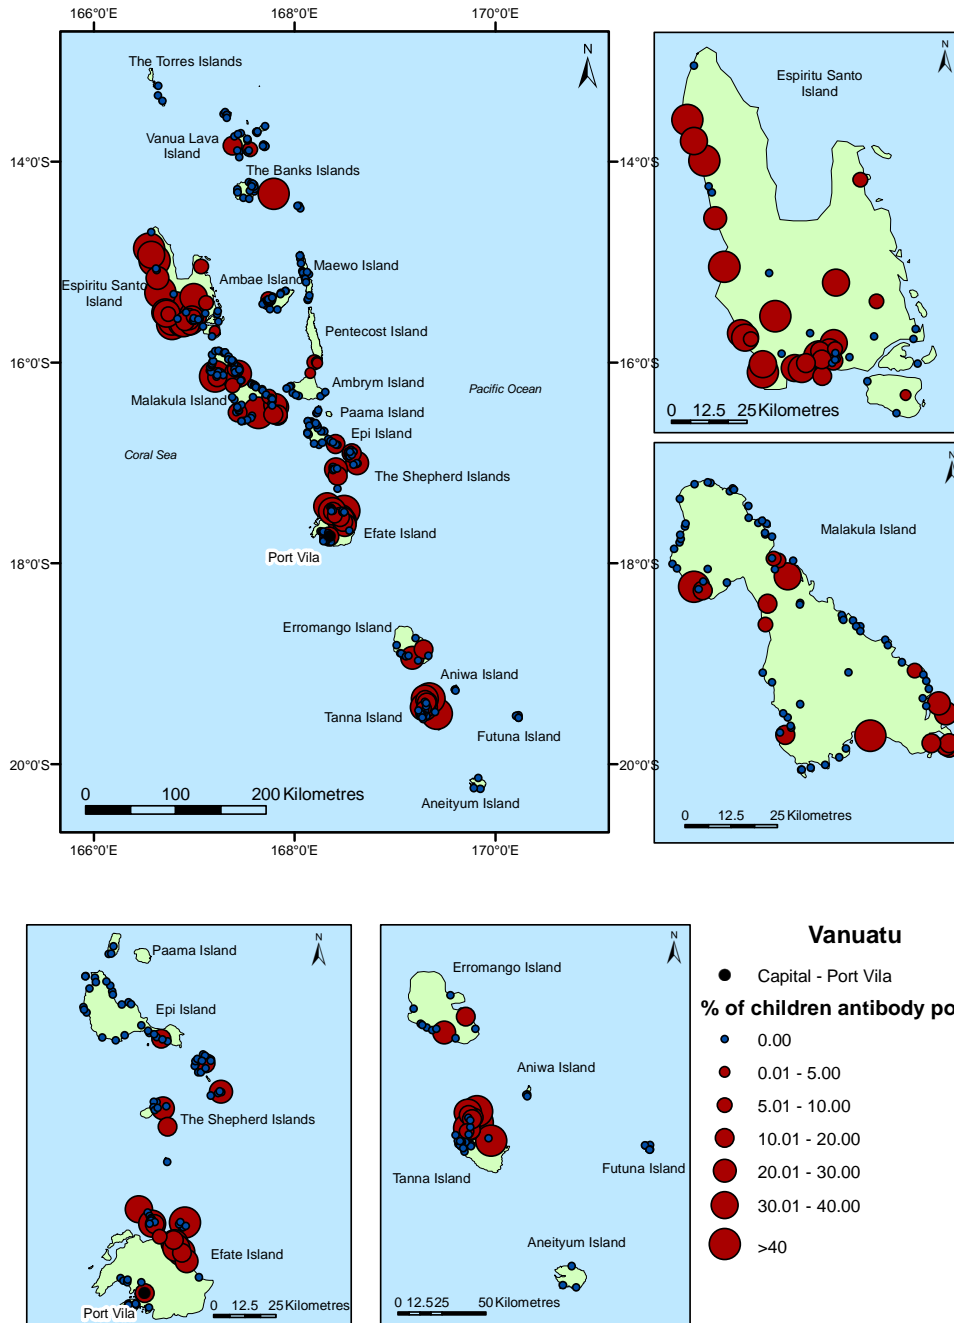 166°0'E 168°0'E 170°0'E
N
The Torres Islands
Vanua Lava
Island
14°0'S
The Banks Islands
Maewo Island
Ambae Island
Espiritu Santo
Island
Pentecost Island
16°0'S
Ambrym Island
Pacific Ocean
Malakula Island
Paama Island
Epi Island
Coral Sea
The Shepherd Islands
Efate Island
Port Vila
18°0'S
Erromango Island
Aniwa Island
Tanna Island
Futuna Island
20°0'S
0 100 200 Kilometres
Aneityum Island
166°0'E 168°0'E 170°0'E
N
Espiritu Santo
Island
14°0'S
16°0'S
0 12.5 25 Kilometres
N
Malakula Island
18°0'S
20°0'S
0 12.5 25 Kilometres
N
Paama Island
Epi Island
The Shepherd Islands
Efate Island
Port Vila
0 12.5 25 Kilometres
N
Erromango Island
Aniwa Island
Tanna Island
Futuna Island
Aneityum Island
0 12.5 25 50 Kilometres
Vanuatu
Capital - Port Vila
% of children antibody po
0.00
0.01 - 5.00
5.01 - 10.00
10.01 - 20.00
20.01 - 30.00
30.01 - 40.00
>40